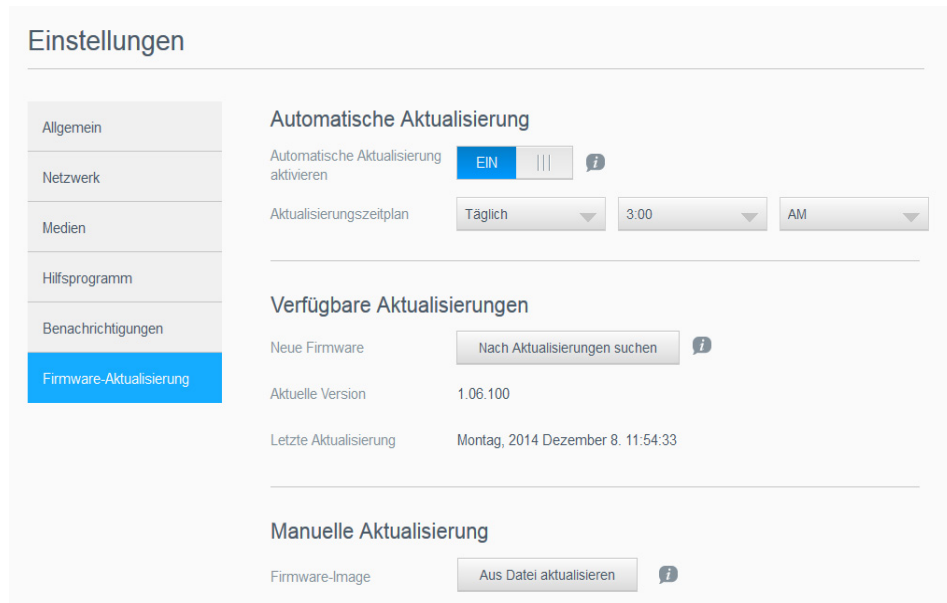 Einstellungen
Allgemein
Netzwerk
Medien
Hilfsprogramm
Benachrichtigungen
Firmware-Aktualisierung
Automatische Aktualisierung
Automatische Aktualisierung
aktivieren
EIN
Aktualisierungszeitplan
Täglich
3:00
AM
Verfügbare Aktualisierungen
Neue Firmware
Nach Aktualisierungen suchen
Aktuelle Version
1.06.100
Letzte Aktualisierung
Montag, 2014 Dezember 8. 11:54:33
Manuelle Aktualisierung
Firmware-Image
Aus Datei aktualisieren